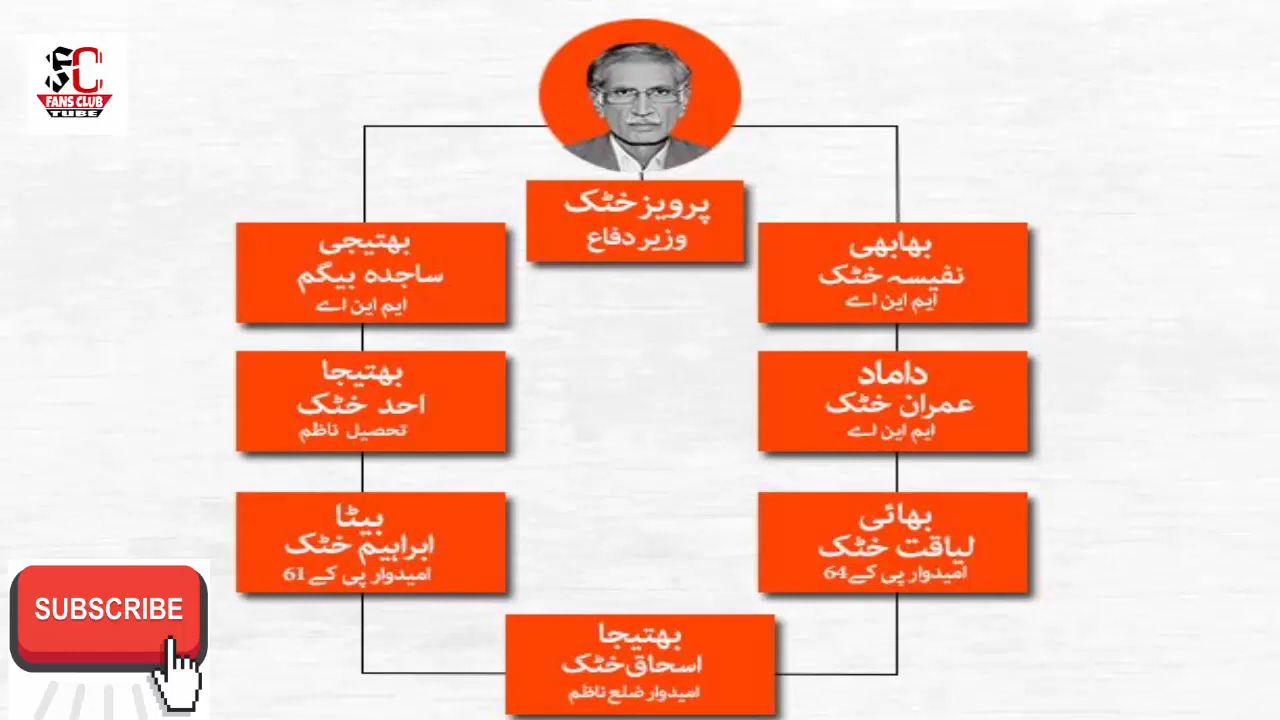 FC
FANS CLUB
TUBE
پرویز خٹک
وزیر دفاع
بھابھی
نفیسہ خٹک
ایم این اے
بھتیجی
ساجدہ بیگم
ایم این اے
داماد
عمران خٹک
ایم این اے
بھتیجا
احد خٹک
تحصیل ناظم
بھائی
لیاقت خٹک
امیدوار پی کے 64
بیٹا
ابراہیم خٹک
امیدوار پی کے 61
بھتیجا
اسحاق خٹک
امیدوار ضلع ناظم
SUBSCRIBE